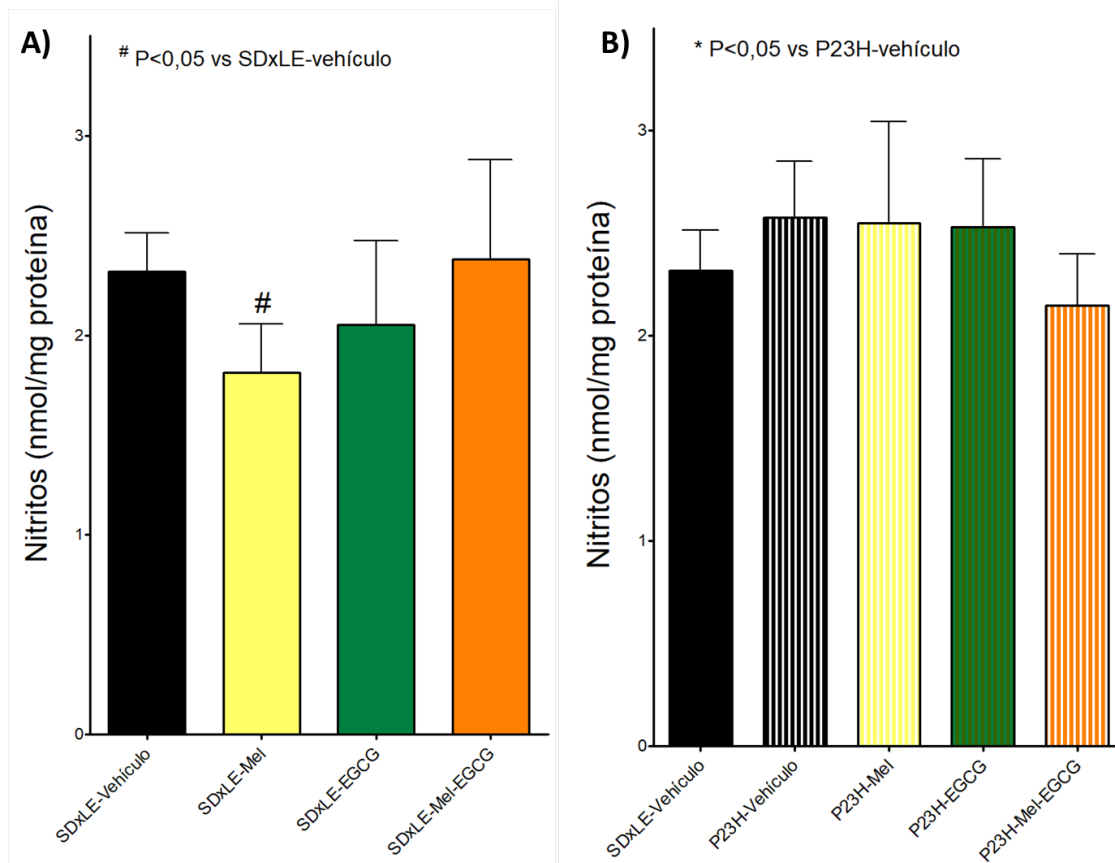 A)
# P<0,05 vs SDxLE-vehículo
3
2
1
0
Nitritos (nmol/mg proteína)
#
SDxLE-Vehículo
SDxLE-Mel
SDxLE-EGCG
SDxLE-Mel-EGCG
B)
* P<0,05 vs P23H-vehículo
3
2
1
0
Nitritos (nmol/mg proteína)
SDxLE-Vehículo
P23H-Vehículo
P23H-Mel
P23H-EGCG
P23H-Mel-EGCG